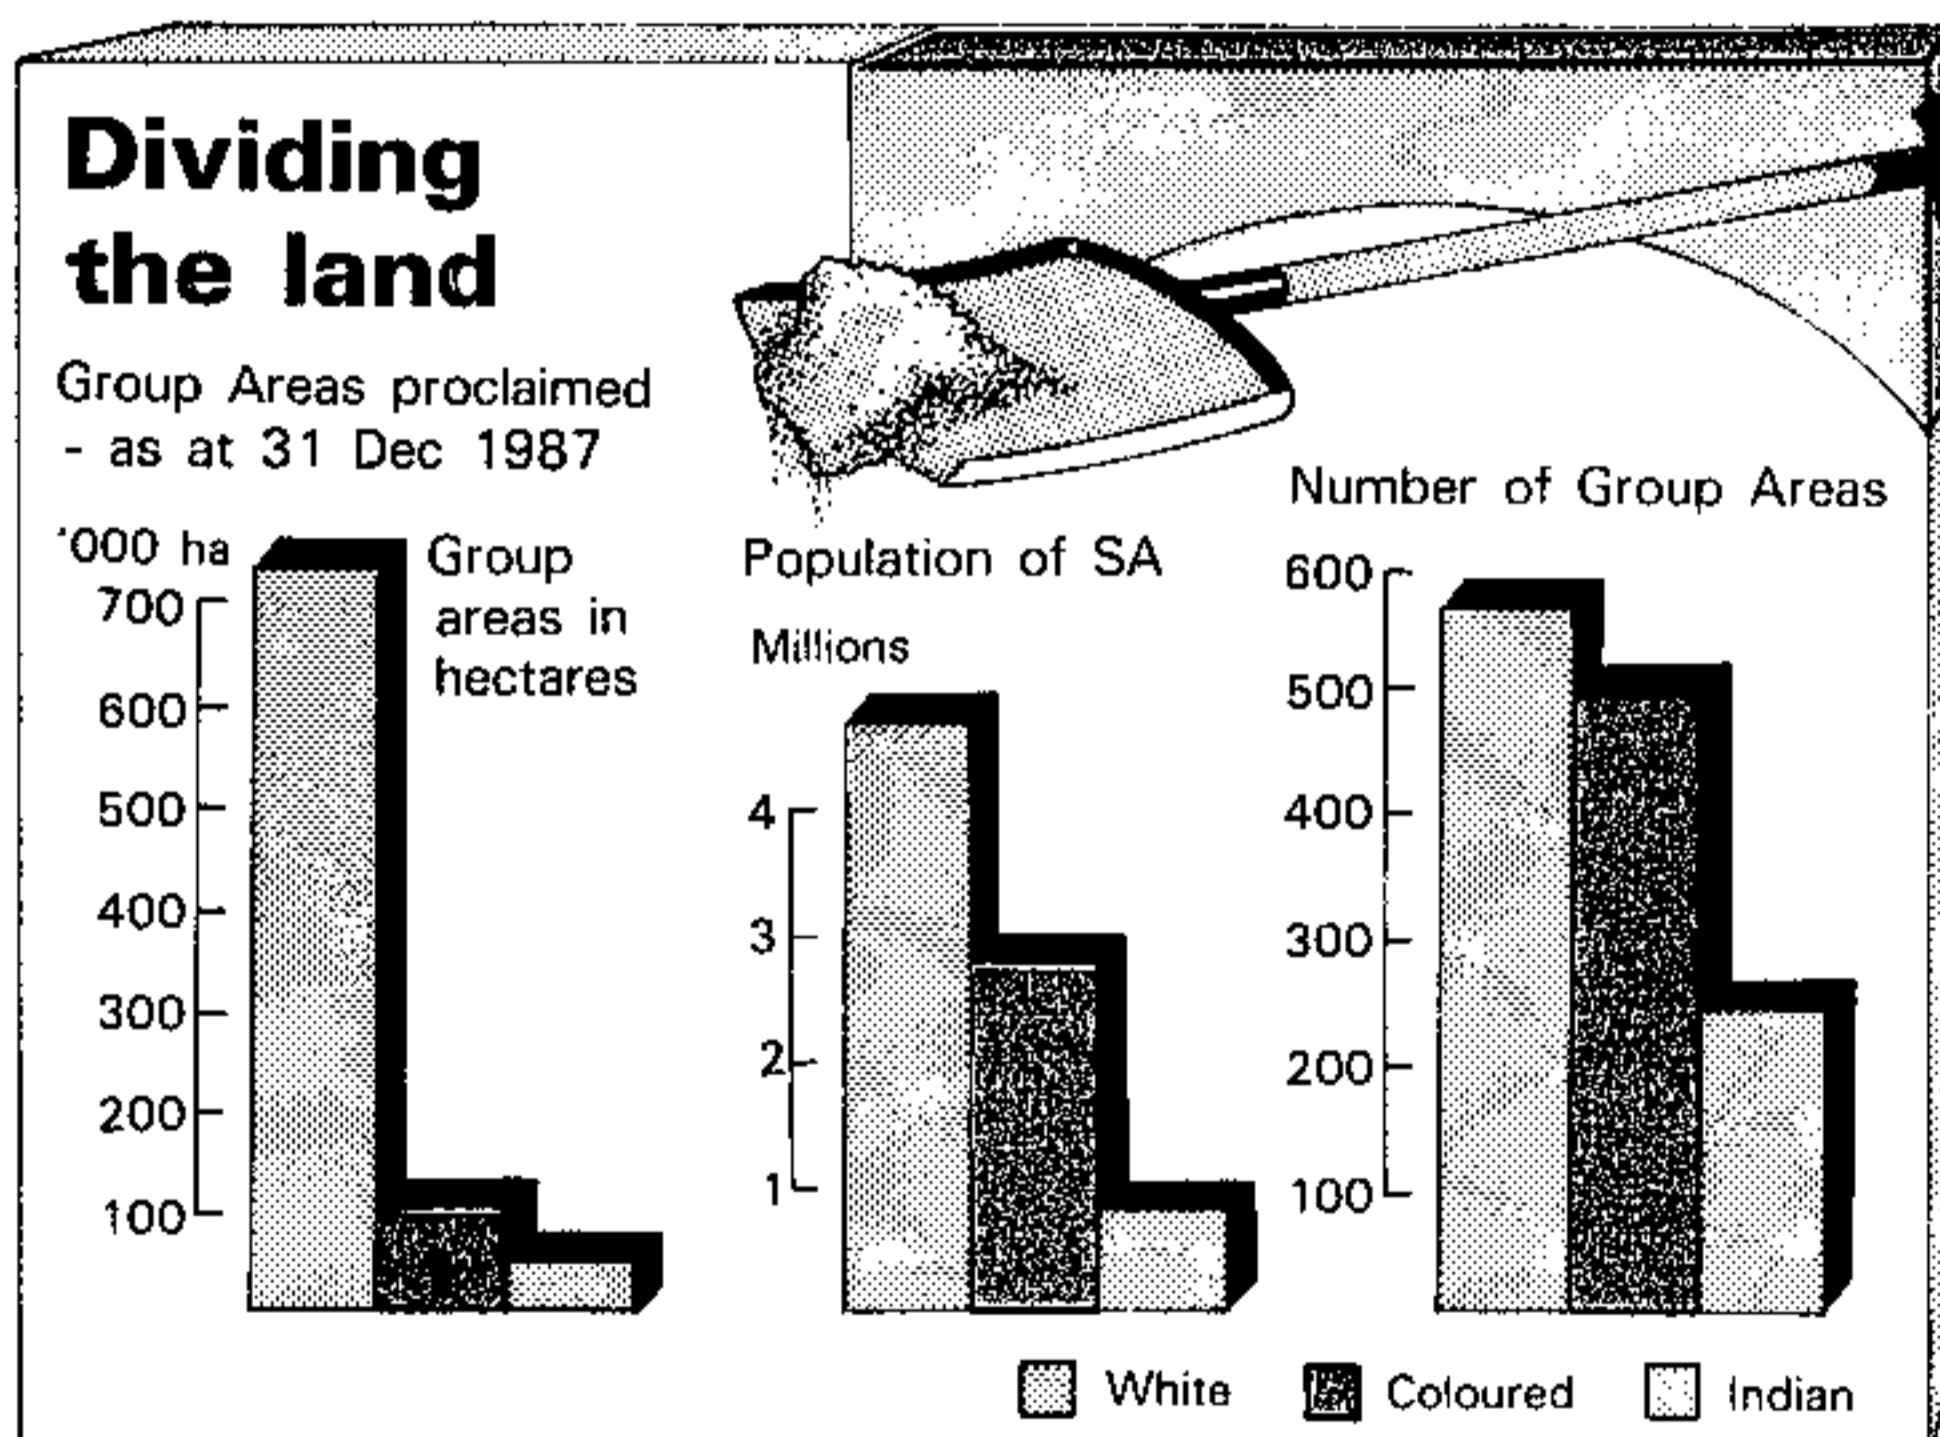 Dividing
the land
Group Areas proclaimed
- as at 31 Dec 1987
'000 ha
700
600
500
400
300
200
100
Group
areas in
hectares
Population of SA
Millions
4
3
2
1
Number of Group Areas
600
500
400
300
200
100
White
Coloured
Indian